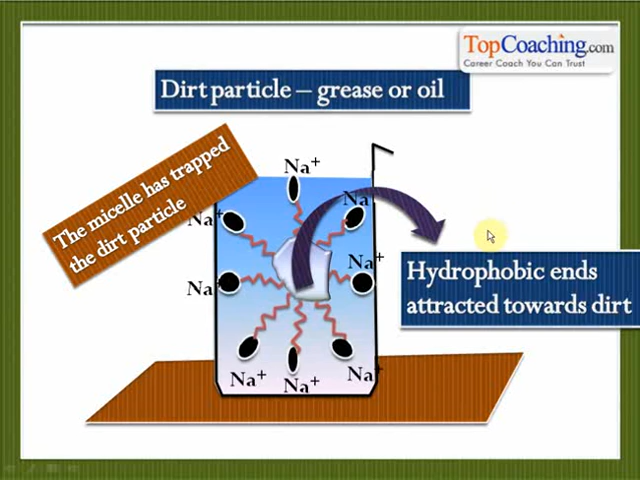 TopCoaching.com
Career Coach You Can Trust
Dirt particle – grease or oil
The micelle has trapped
the dirt particle
Na+
Na
Na+
Na+
Na+
Hydrophobic ends
attracted towards dirt
Na+
Na+
Na+